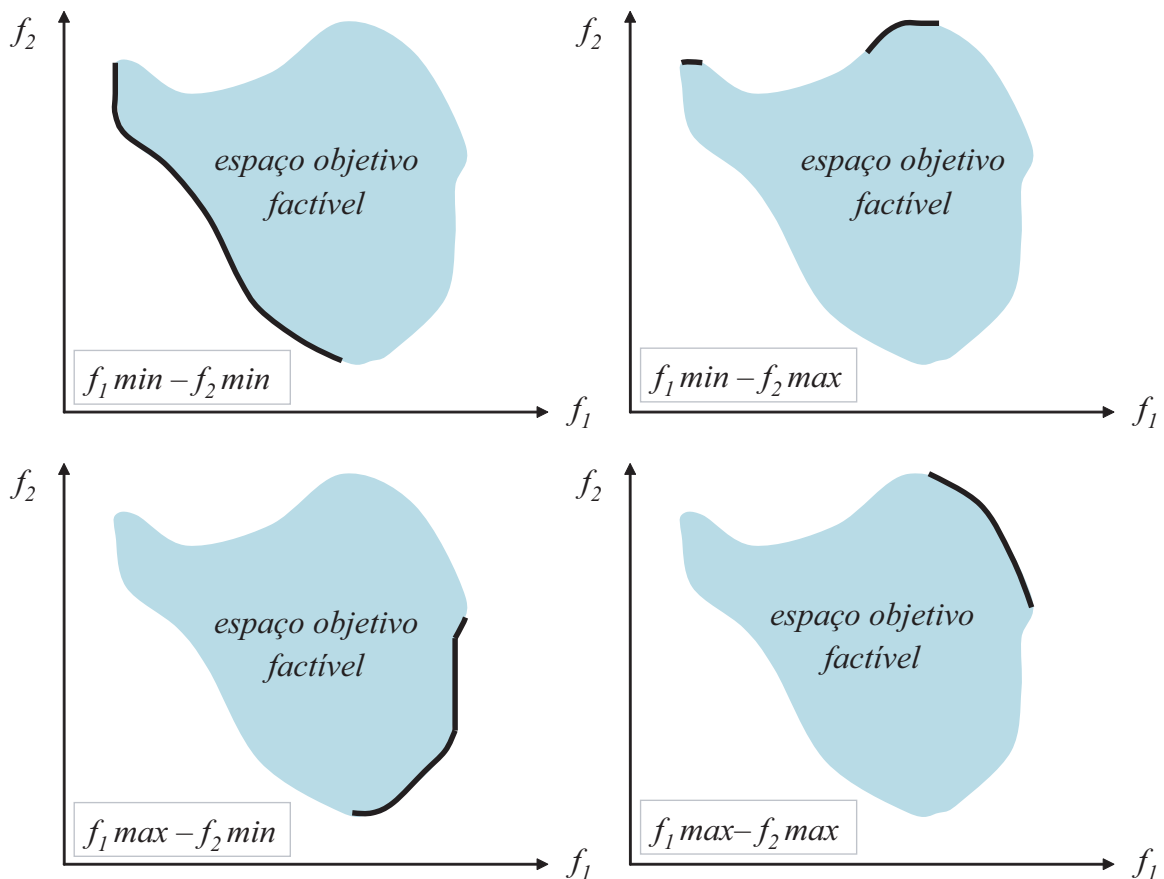 f₂
espaço objetivo
factível
f₁ min – f₂ min
f₁
f₂
espaço objetivo
factível
f₁ min – f₂ max
f₁
f₂
espaço objetivo
factível
f₁ max – f₂ min
f₁
f₂
espaço objetivo
factível
f₁ max– f₂ max
f₁